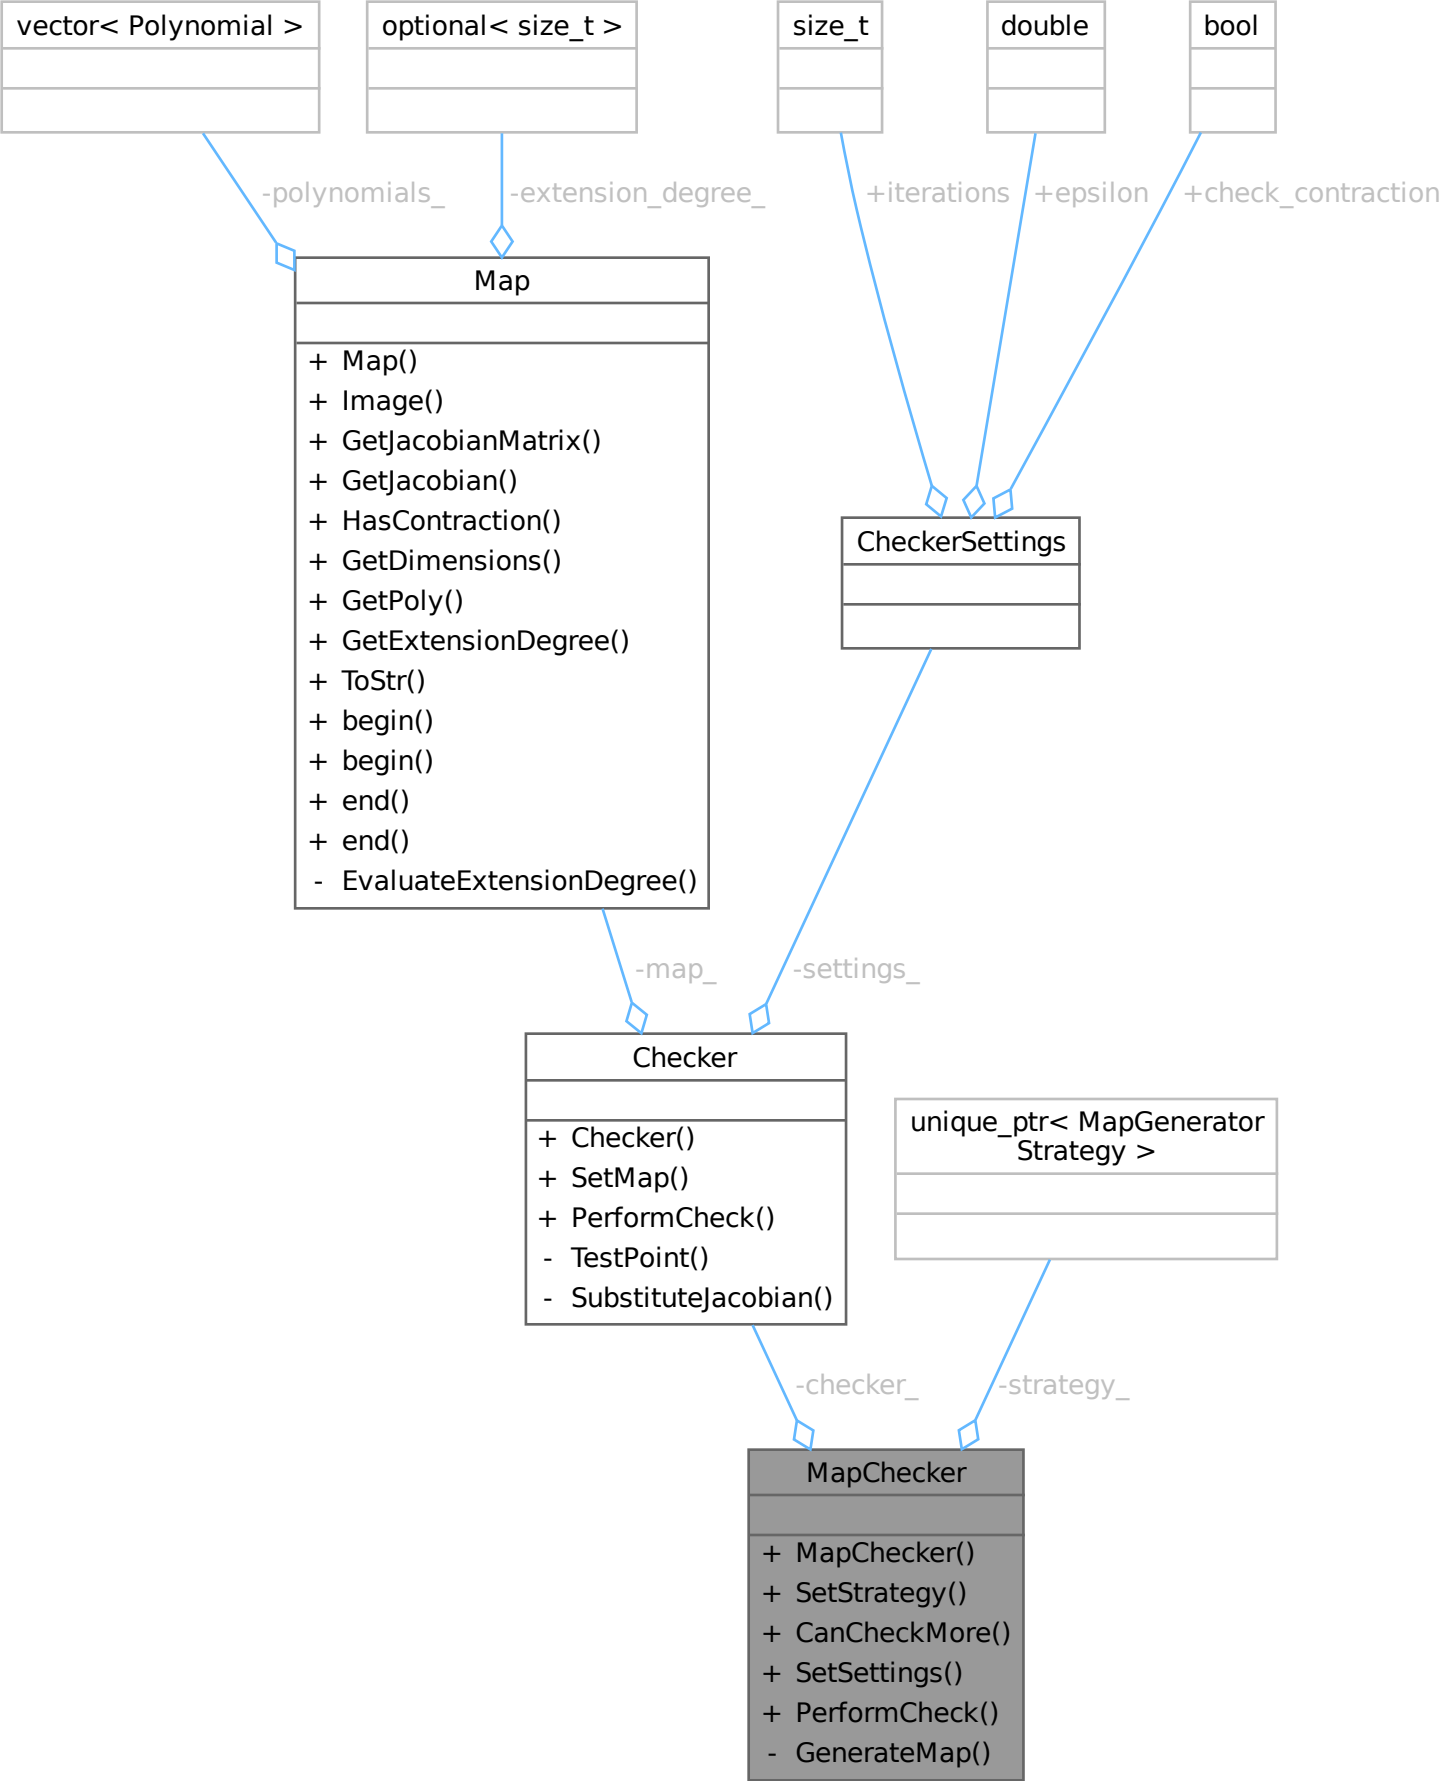 vector< Polynomial >
optional< size_t >
size_t
double
bool
-polynomials_
-extension_degree_
+iterations
+epsilon
+check_contraction
Map
+ Map()
+ Image()
+ GetJacobianMatrix()
+ GetJacobian()
+ HasContraction()
+ GetDimensions()
+ GetPoly()
+ GetExtensionDegree()
+ ToStr()
+ begin()
+ begin()
+ end()
+ end()
- EvaluateExtensionDegree()
CheckerSettings
-map_
-settings_
Checker
+ Checker()
+ SetMap()
+ PerformCheck()
- TestPoint()
- SubstituteJacobian()
unique_ptr< MapGenerator
Strategy >
-checker_
-strategy_
MapChecker
+ MapChecker()
+ SetStrategy()
+ CanCheckMore()
+ SetSettings()
+ PerformCheck()
- GenerateMap()